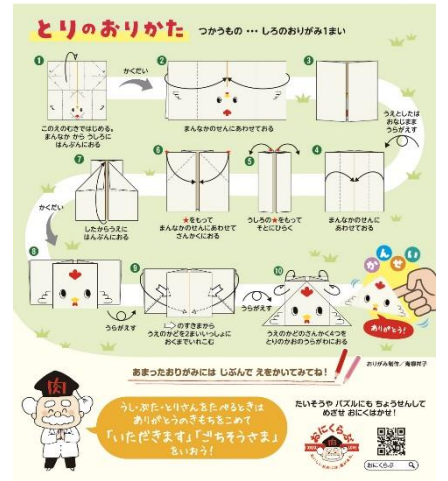 とりのおりかた
つかうもの … しろのおりがみ1まい
1
このえのむきではじめる。
まんなか から うしろに
はんぶんにおる
かくだい
2
まんなかのせんにあわせておる
3
うえとしたは
おなじまま
うらがえす
4
まんなかのせんに
あわせておる
5
うしろの★をもって
そとにひらく
6
★をもって
まんなかのせんにあわせて
さんかくにおる
7
したからうえに
はんぶんにおる
かくだい
8
うらがえす
9
のすきまから
うえのかどを2まいいっしょに
おくまでいれこむ
うらがえす
10
うえのかどのさんかく4つを
とりのかおのうらがわにおる
かんせい
ありがとう!
おりがみ制作/
あまったおりがみには じぶんで えをかいてみてね!
肉
うし・ぶた・とりさんをたべるときは
ありがとうのきもちをこめて
「いただきます」「ごちそうさま」
をいおう!
たいそうや パズルにも ちょうせんして
めざせ おにくはかせ!
おにくらぶ
おにくらぶ